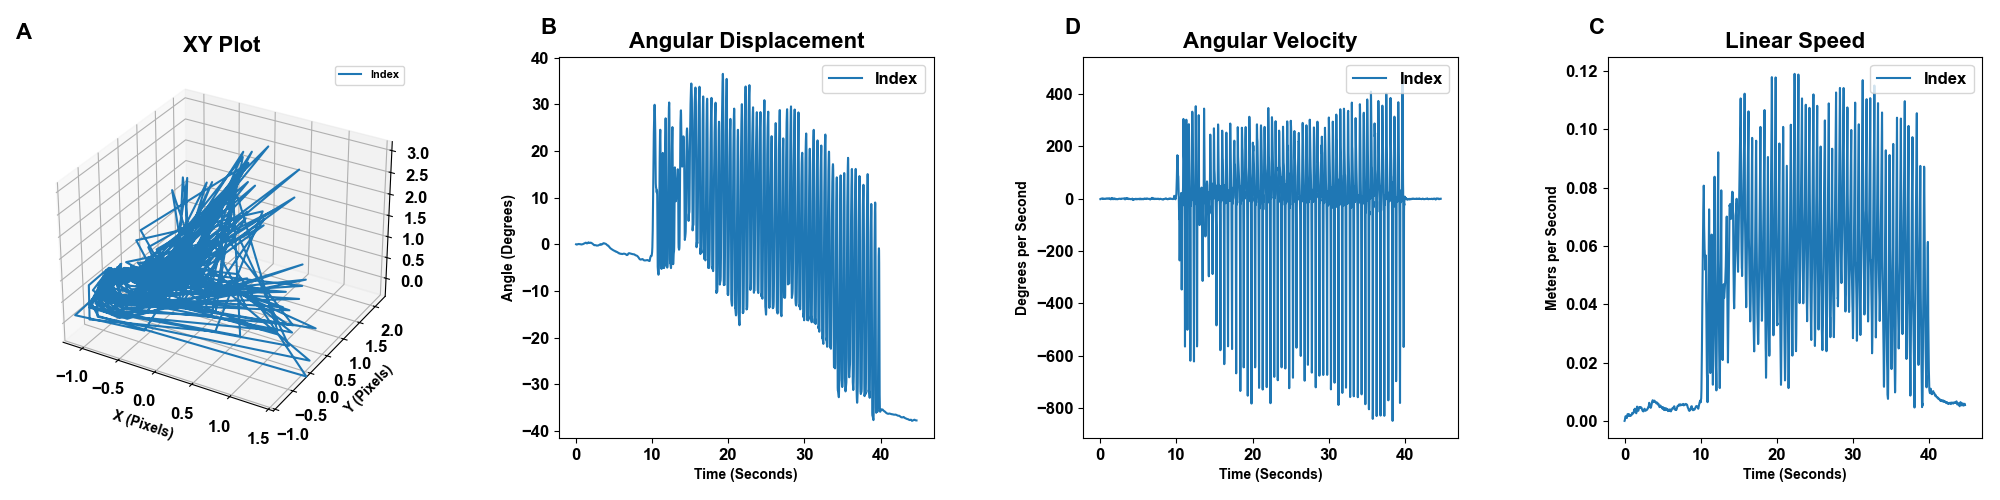 A
XY Plot
Index
3.0
2.5
2.0
1.5
1.0
0.5
0.0
−1.0
−0.5
0.0
0.5
1.0
1.5
X (Pixels)
−1.0
−0.5
0.0
0.5
1.0
1.5
2.0
Y (Pixels)
B
Angular Displacement
Index
40
30
20
10
0
−10
−20
−30
−40
Angle (Degrees)
0 10 20 30 40
Time (Seconds)
D
Angular Velocity
Index
400
200
0
−200
−400
−600
−800
Degrees per Second
0 10 20 30 40
Time (Seconds)
C
Linear Speed
Index
0.12
0.10
0.08
0.06
0.04
0.02
0.00
Meters per Second
0 10 20 30 40
Time (Seconds)